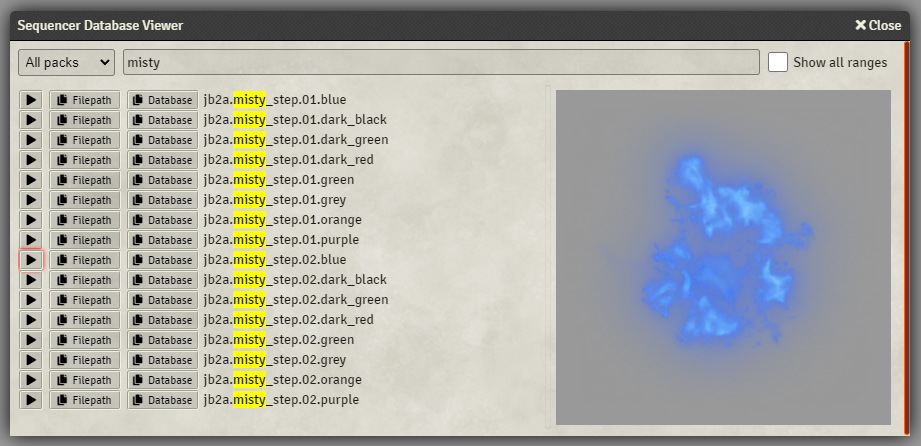 Sequencer Database Viewer Close
All packs misty Show all ranges
Filepath Database jb2a.misty_step.01.blue
Filepath Database jb2a.misty_step.01.dark_black
Filepath Database jb2a.misty_step.01.dark_green
Filepath Database jb2a.misty_step.01.dark_red
Filepath Database jb2a.misty_step.01.green
Filepath Database jb2a.misty_step.01.grey
Filepath Database jb2a.misty_step.01.orange
Filepath Database jb2a.misty_step.01.purple
Filepath Database jb2a.misty_step.02.blue
Filepath Database jb2a.misty_step.02.dark_black
Filepath Database jb2a.misty_step.02.dark_green
Filepath Database jb2a.misty_step.02.dark_red
Filepath Database jb2a.misty_step.02.green
Filepath Database jb2a.misty_step.02.grey
Filepath Database jb2a.misty_step.02.orange
Filepath Database jb2a.misty_step.02.purple